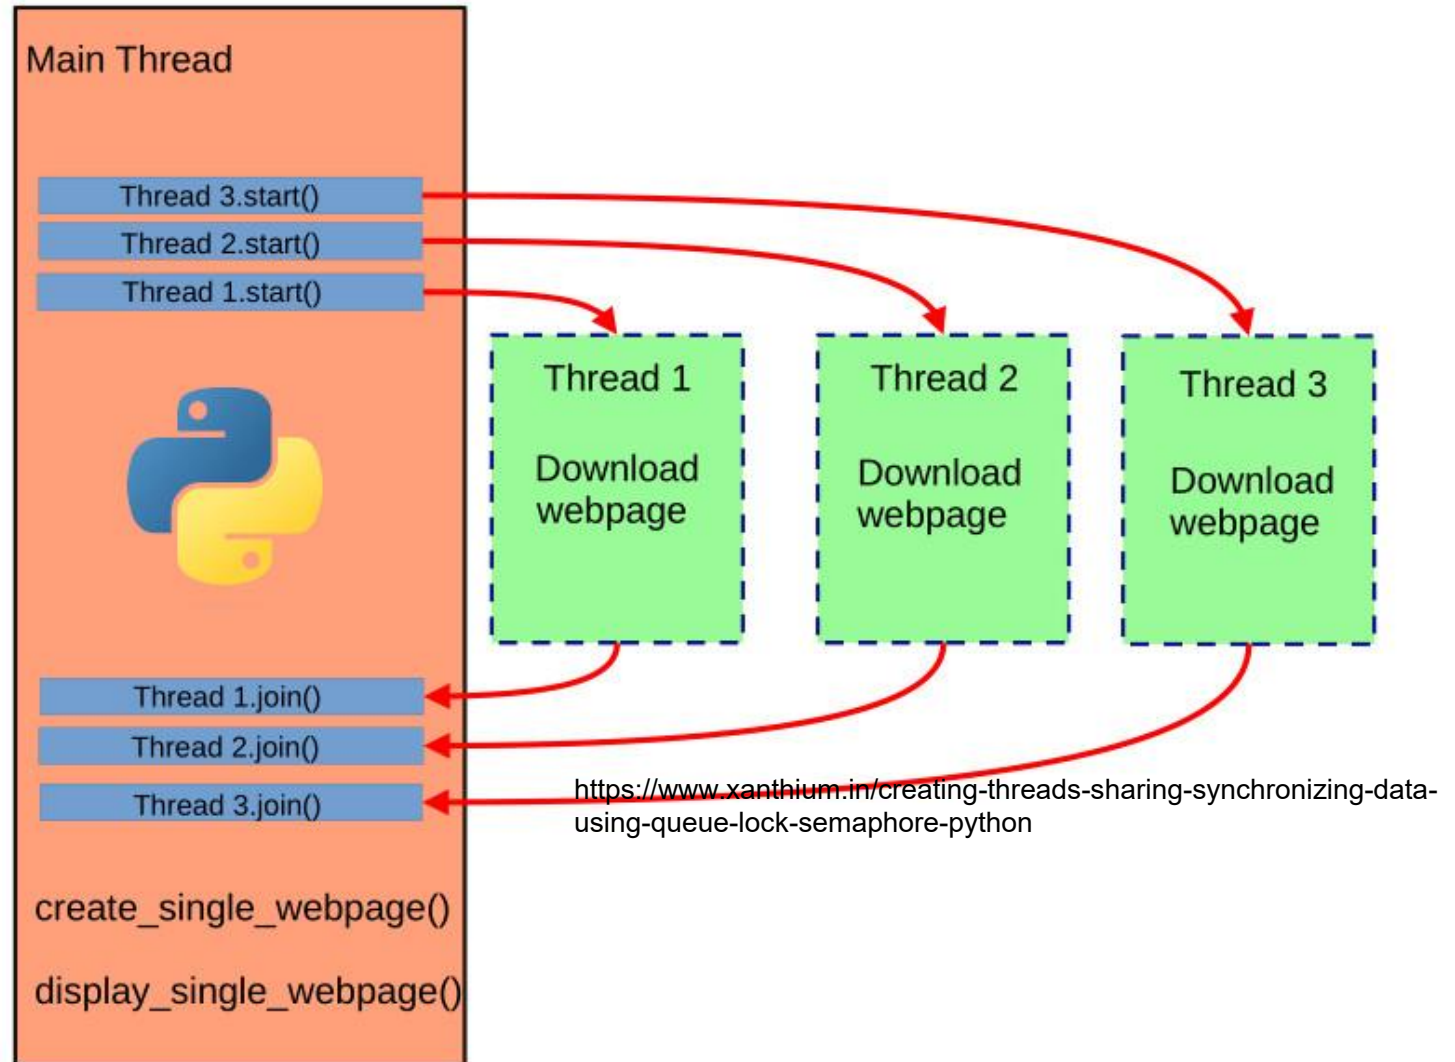 Main Thread
Thread 3.start()
Thread 2.start()
Thread 1.start()
Thread 1
Download
webpage
Thread 2
Download
webpage
Thread 3
Download
webpage
Thread 1.join()
Thread 2.join()
Thread 3.join()
https://www.xanthium.in/creating-threads-sharing-synchronizing-data-
using-queue-lock-semaphore-python
create_single_webpage()
display_single_webpage()